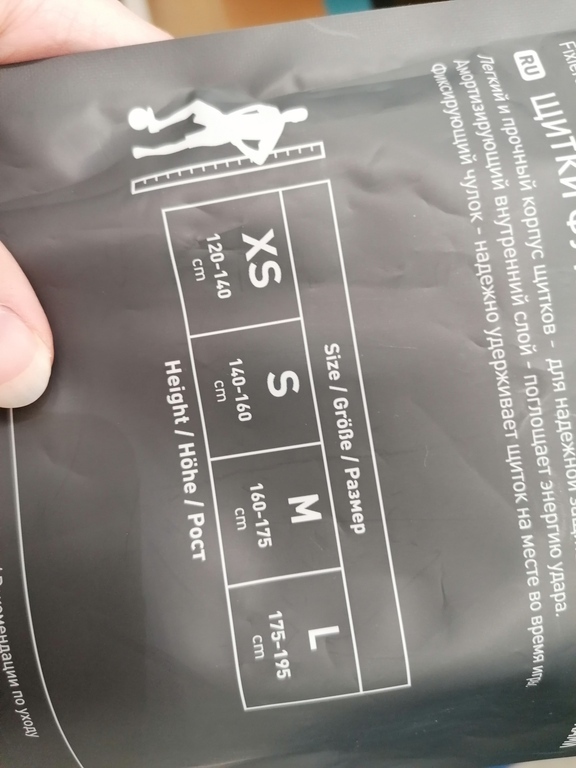 RU
Легкий и прочный корпус щитков – для надежной
Амортизирующий внутренний слой – поглощает энергию удара.
Фиксирующий чулок – надежно удерживает щиток на месте во время игры.
Size / Größe / Размер
XS S M L
120-140 140-160 160-175 175-195
cm cm cm cm
Height / Höhe / Рост
по уходу